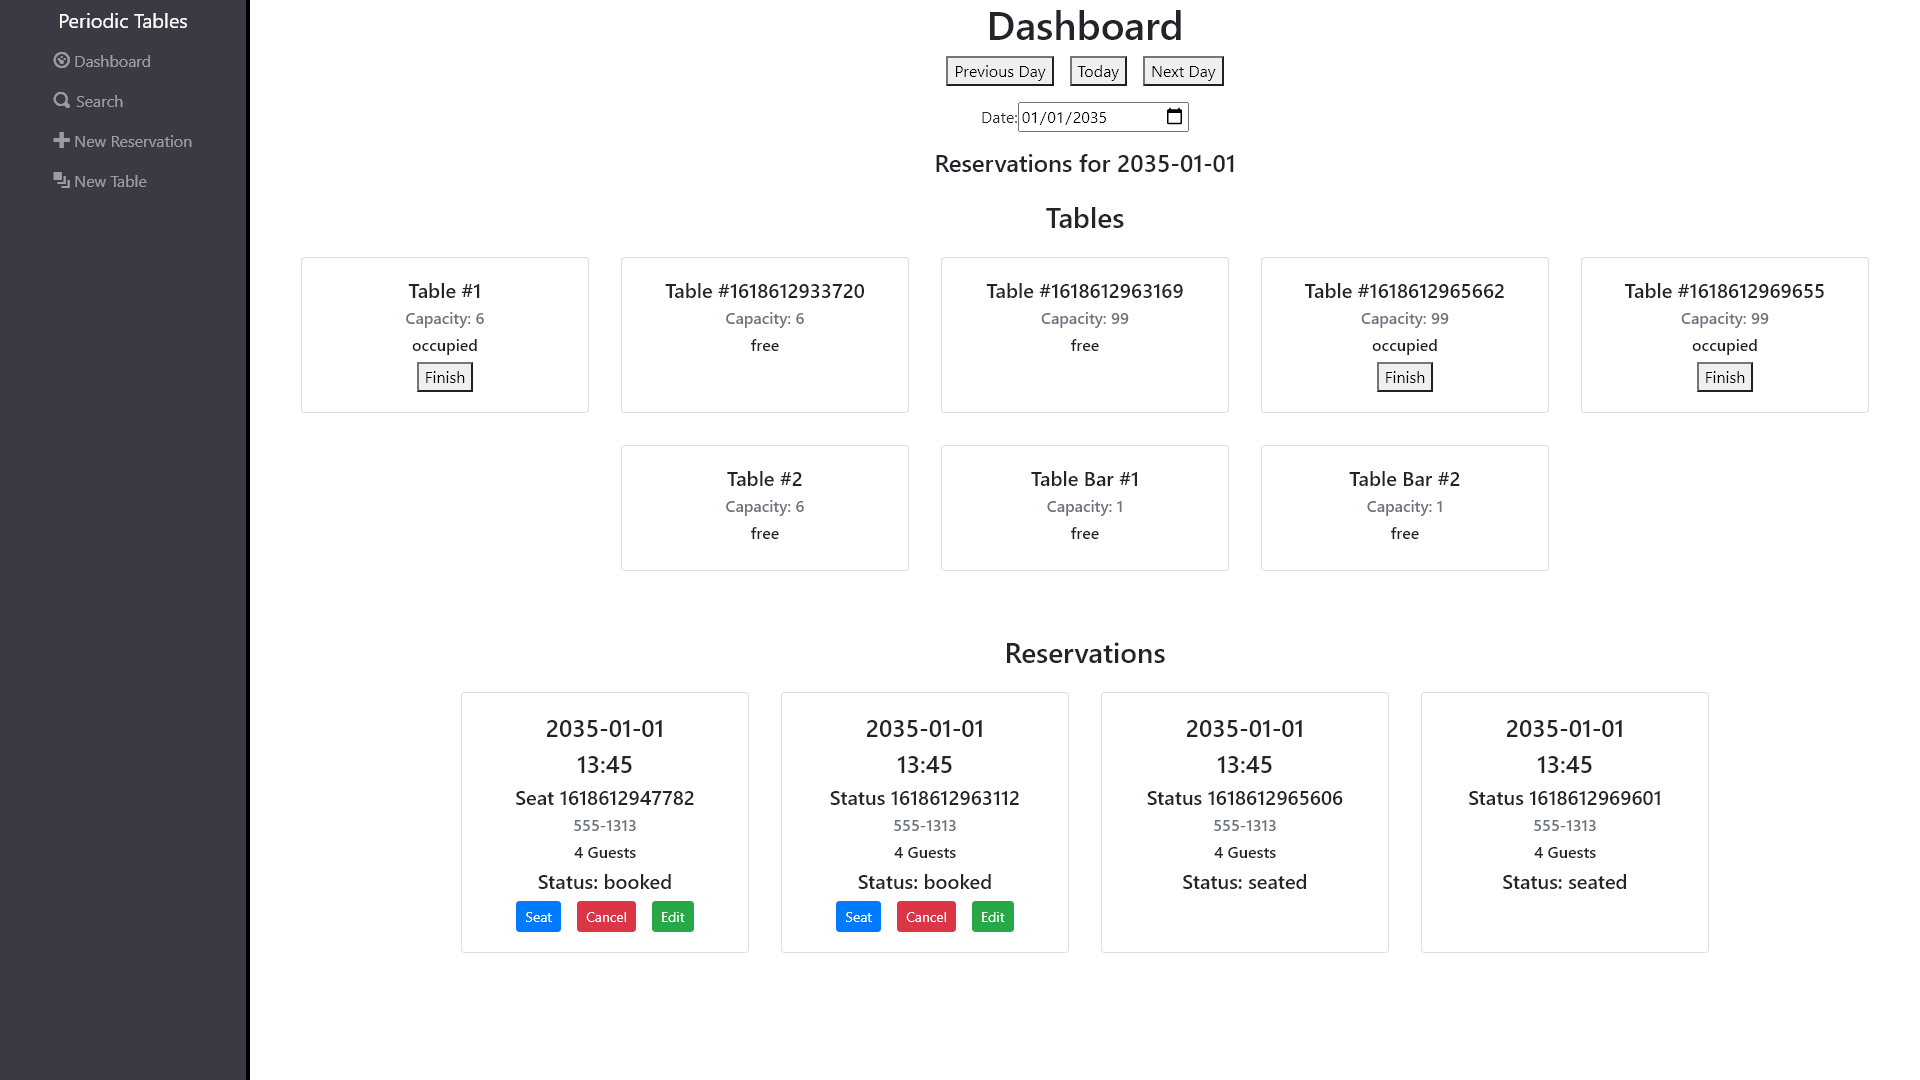 Periodic Tables
Dashboard
Search
New Reservation
New Table
Dashboard
Previous Day
Today
Next Day
Date: 01/01/2035
Reservations for 2035-01-01
Tables
Table #1
Capacity: 6
occupied
Finish
Table #1618612933720
Capacity: 6
free
Table #1618612963169
Capacity: 99
free
Table #1618612965662
Capacity: 99
occupied
Finish
Table #1618612969655
Capacity: 99
occupied
Finish
Table #2
Capacity: 6
free
Table Bar #1
Capacity: 1
free
Table Bar #2
Capacity: 1
free
Reservations
2035-01-01
13:45
Seat 1618612947782
555-1313
4 Guests
Status: booked
Seat
Cancel
Edit
2035-01-01
13:45
Status 1618612963112
555-1313
4 Guests
Status: booked
Seat
Cancel
Edit
2035-01-01
13:45
Status 1618612965606
555-1313
4 Guests
Status: seated
2035-01-01
13:45
Status 1618612969601
555-1313
4 Guests
Status: seated